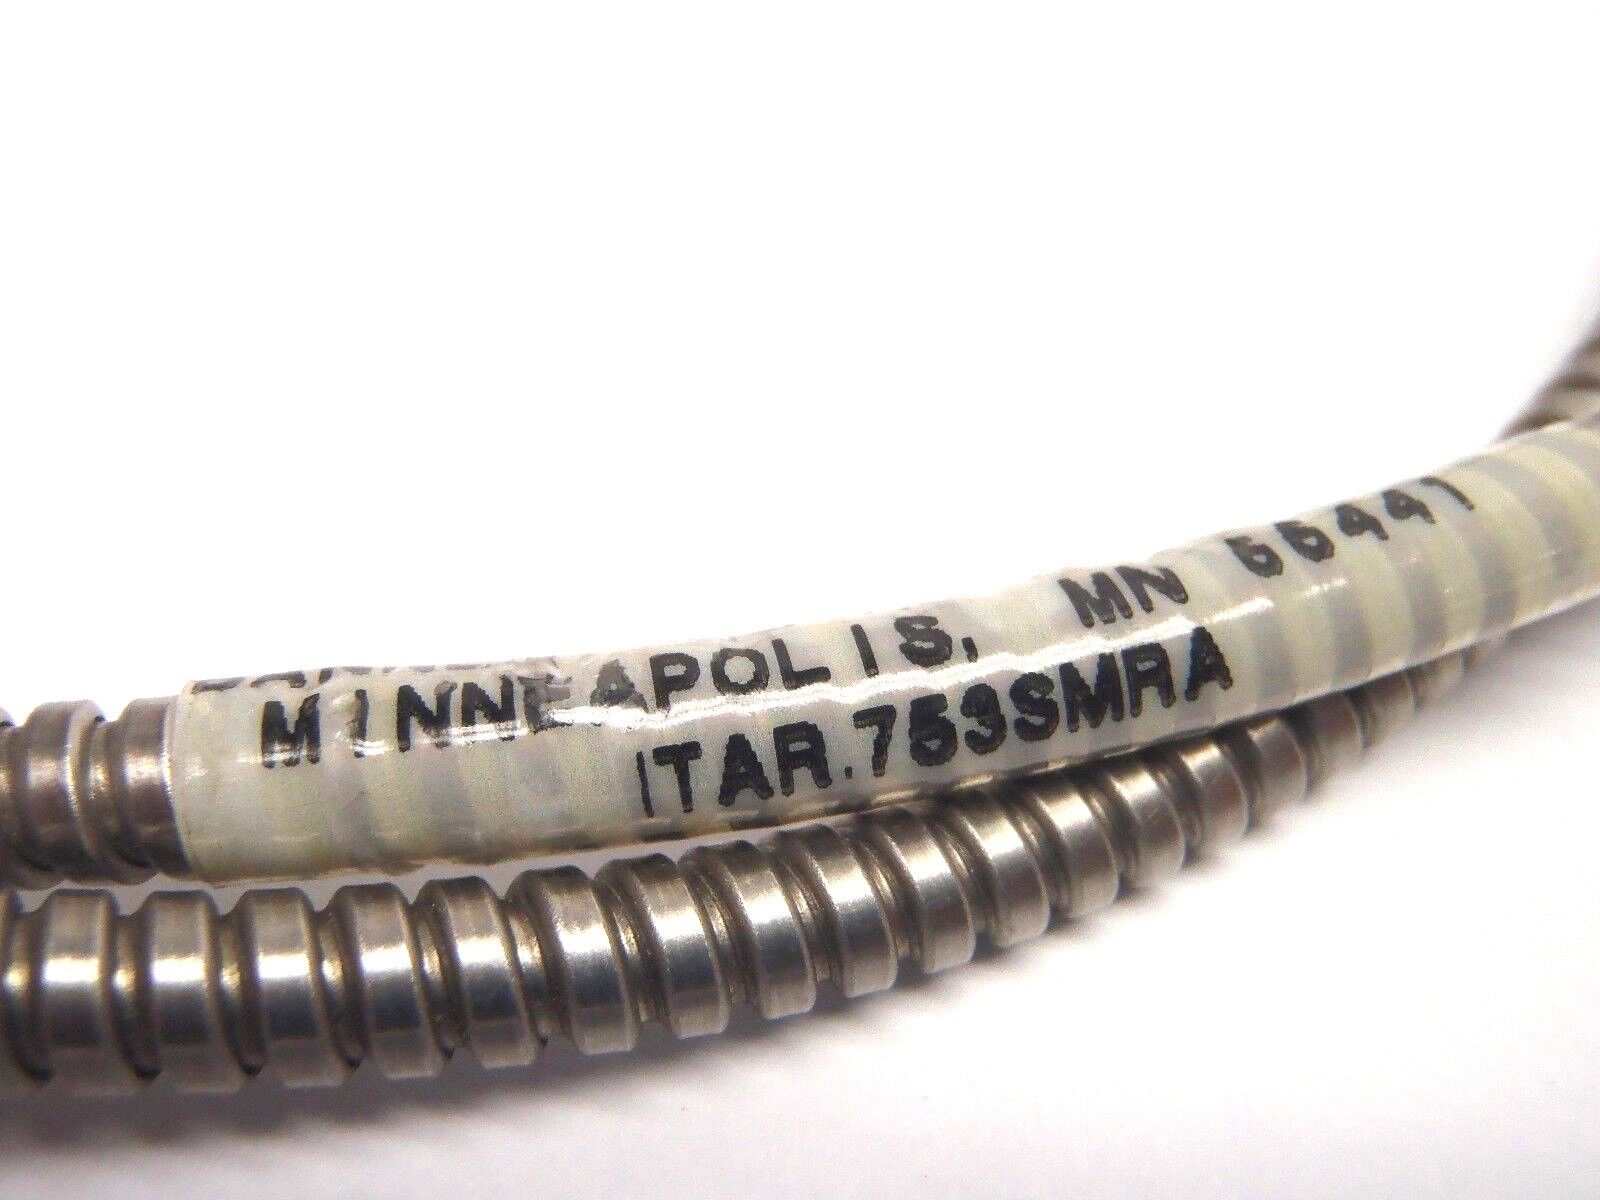 MINNEAPOLIS, MN 55441
ITAR.753SMRA